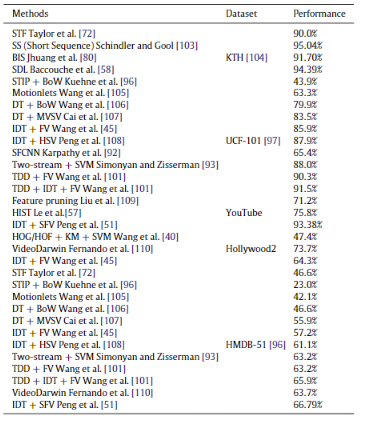 Methods Dataset Performance
STF Taylor et al. [72] 90.0%
SS (Short Sequence) Schindler and Gool [103] 95.04%
BIS Jhuang et al. [80] KTH [104] 91.70%
SDL Baccouche et al. [58] 94.39%
STIP + BoW Kuehne et al. [96] 43.9%
Motionlets Wang et al. [105] 63.3%
DT + BoW Wang et al. [106] 79.9%
DT + MVSV Cai et al. [107] 83.5%
IDT + FV Wang et al. [45] 85.9%
IDT + HSV Peng et al. [108] UCF-101 [97] 87.9%
SFCNN Karpathy et al. [92] 65.4%
Two-stream + SVM Simonyan and Zisserman [93] 88.0%
TDD + FV Wang et al. [101] 90.3%
TDD + IDT + FV Wang et al. [101] 91.5%
Feature pruning Liu et al. [109] 71.2%
HIST Le et al.[57] YouTube 75.8%
IDT + SFV Peng et al. [51] 93.38%
HOG/HOF + KM + SVM Wang et al. [40] 47.4%
VideoDarwin Fernando et al. [110] Hollywood2 73.7%
IDT + FV Wang et al. [45] 64.3%
STF Taylor et al. [72] 46.6%
STIP + BoW Kuehne et al. [96] 23.0%
Motionlets Wang et al. [105] 42.1%
DT + BoW Wang et al. [106] 46.6%
DT + MVSV Cai et al. [107] 55.9%
IDT + FV Wang et al. [45] 57.2%
IDT + HSV Peng et al. [108] HMDB-51 [96] 61.1%
Two-stream + SVM Simonyan and Zisserman [93] 63.2%
TDD + FV Wang et al. [101] 63.2%
TDD + IDT + FV Wang et al. [101] 65.9%
VideoDarwin Fernando et al. [110] 63.7%
IDT + SFV Peng et al. [51] 66.79%